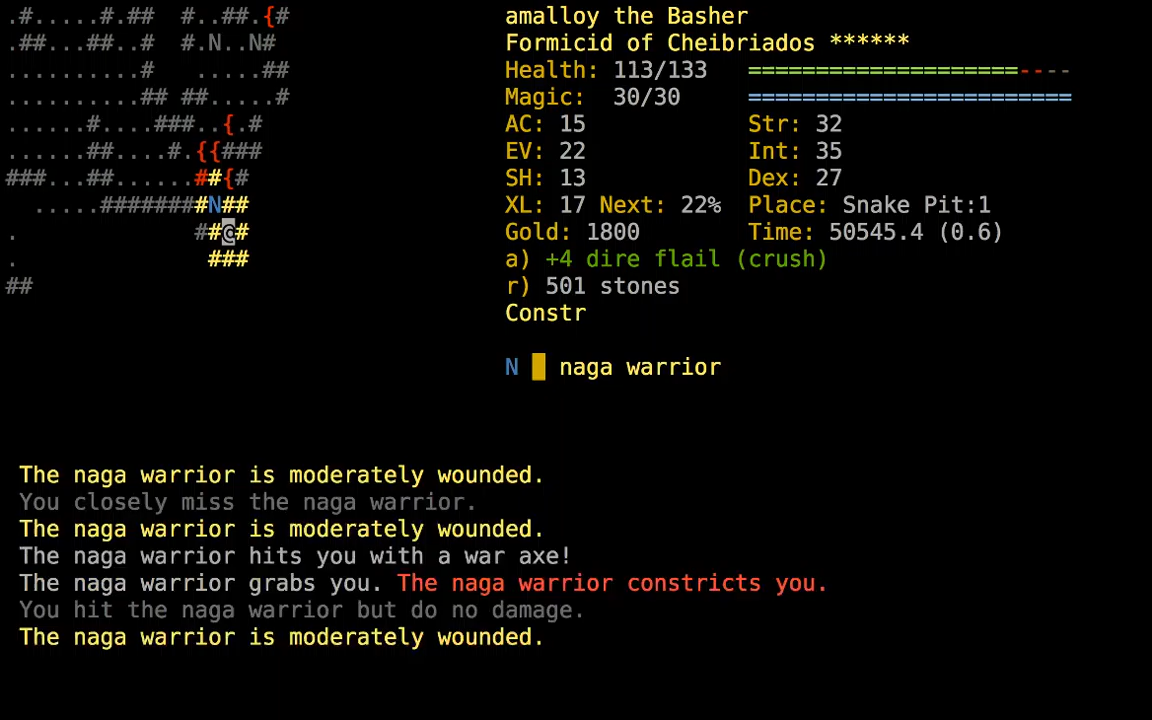 .#.....#.## #..##.{# amalloy the Basher
.##...##..# #.N..N# Formicid of Cheibriados ******
..........# .....## Health: 113/133 ====================----
..........## ##.....# Magic: 30/30 ========================
......#....###..{.# AC: 15 Str: 32
......##....#.{{### EV: 22 Int: 35
###...##......##{# SH: 13 Dex: 27
.....########N## XL: 17 Next: 22% Place: Snake Pit:1
. ##@# Gold: 1800 Time: 50545.4 (0.6)
. ### a) +4 dire flail (crush)
## r) 501 stones
Constr
N naga warrior
The naga warrior is moderately wounded.
You closely miss the naga warrior.
The naga warrior is moderately wounded.
The naga warrior hits you with a war axe!
The naga warrior grabs you. The naga warrior constricts you.
You hit the naga warrior but do no damage.
The naga warrior is moderately wounded.